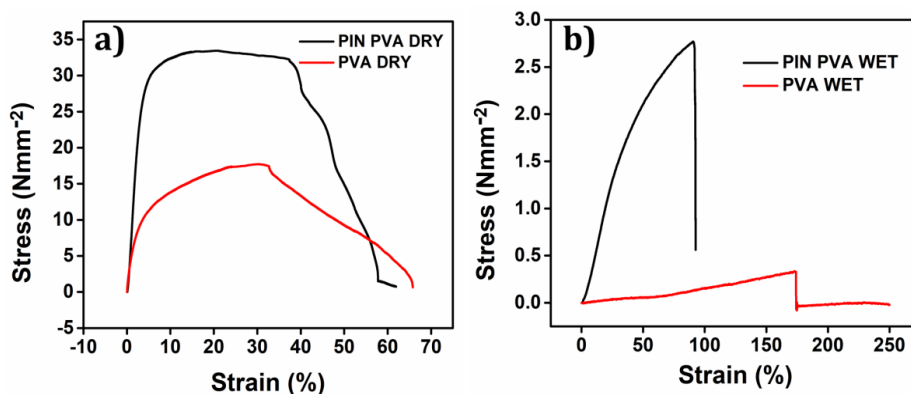 a)
PIN PVA DRY
PVA DRY
Stress (Nmm-2)
35
30
25
20
15
10
5
0
-5
-10 0 10 20 30 40 50 60 70
Strain (%)
b)
PIN PVA WET
PVA WET
Stress (Nmm-2)
3.0
2.5
2.0
1.5
1.0
0.5
0.0
0 50 100 150 200 250
Strain (%)